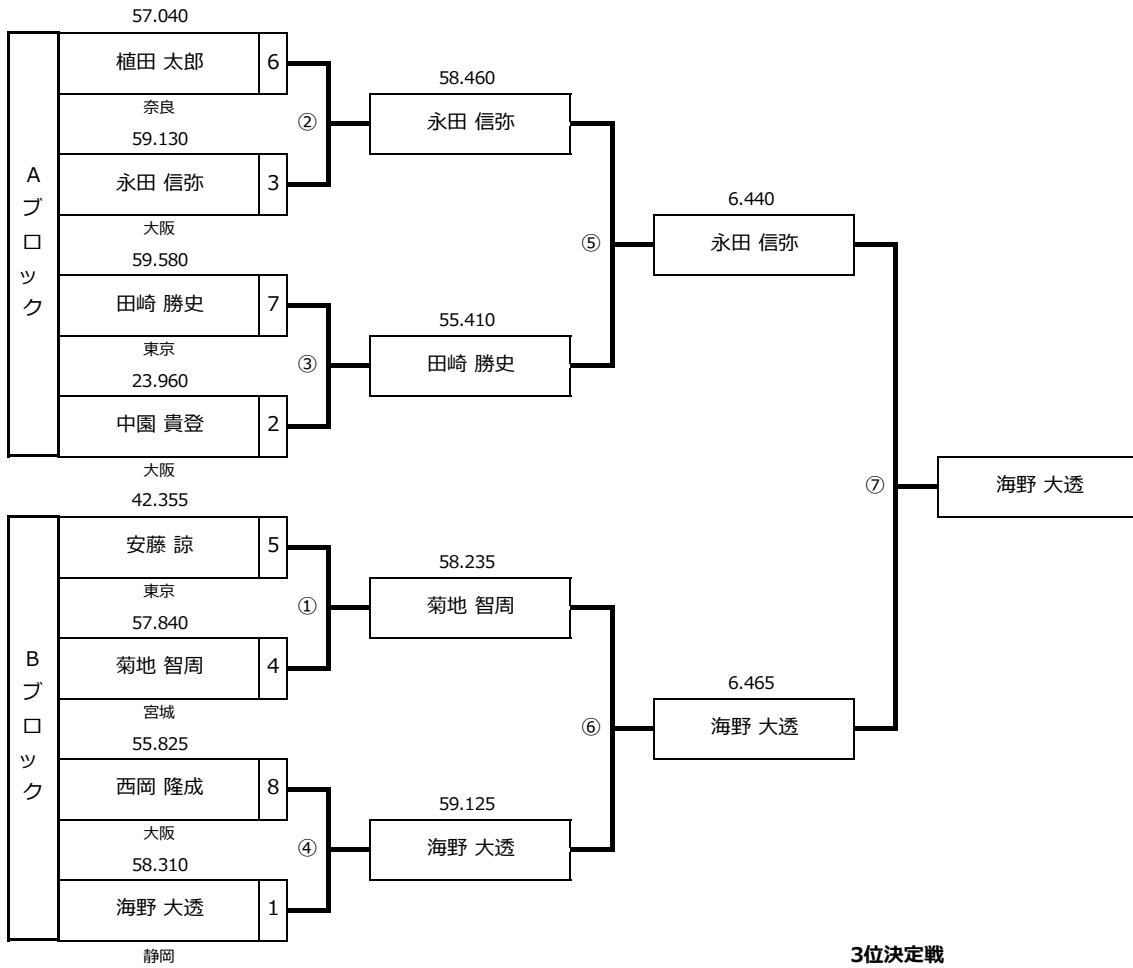 57.040
植田 太郎 6
奈良
59.130
永田 信弥 3
大阪
59.580
田崎 勝史 7
東京
23.960
中園 貴登 2
大阪
Aブロック
②
③
58.460
永田 信弥
55.410
田崎 勝史
⑤
6.440
永田 信弥
42.355
安藤 諒 5
東京
57.840
菊地 智周 4
宮城
55.825
西岡 隆成 8
大阪
58.310
海野 大透 1
静岡
Bブロック
①
④
58.235
菊地 智周
59.125
海野 大透
⑥
6.465
海野 大透
⑦
海野 大透
3位決定戦